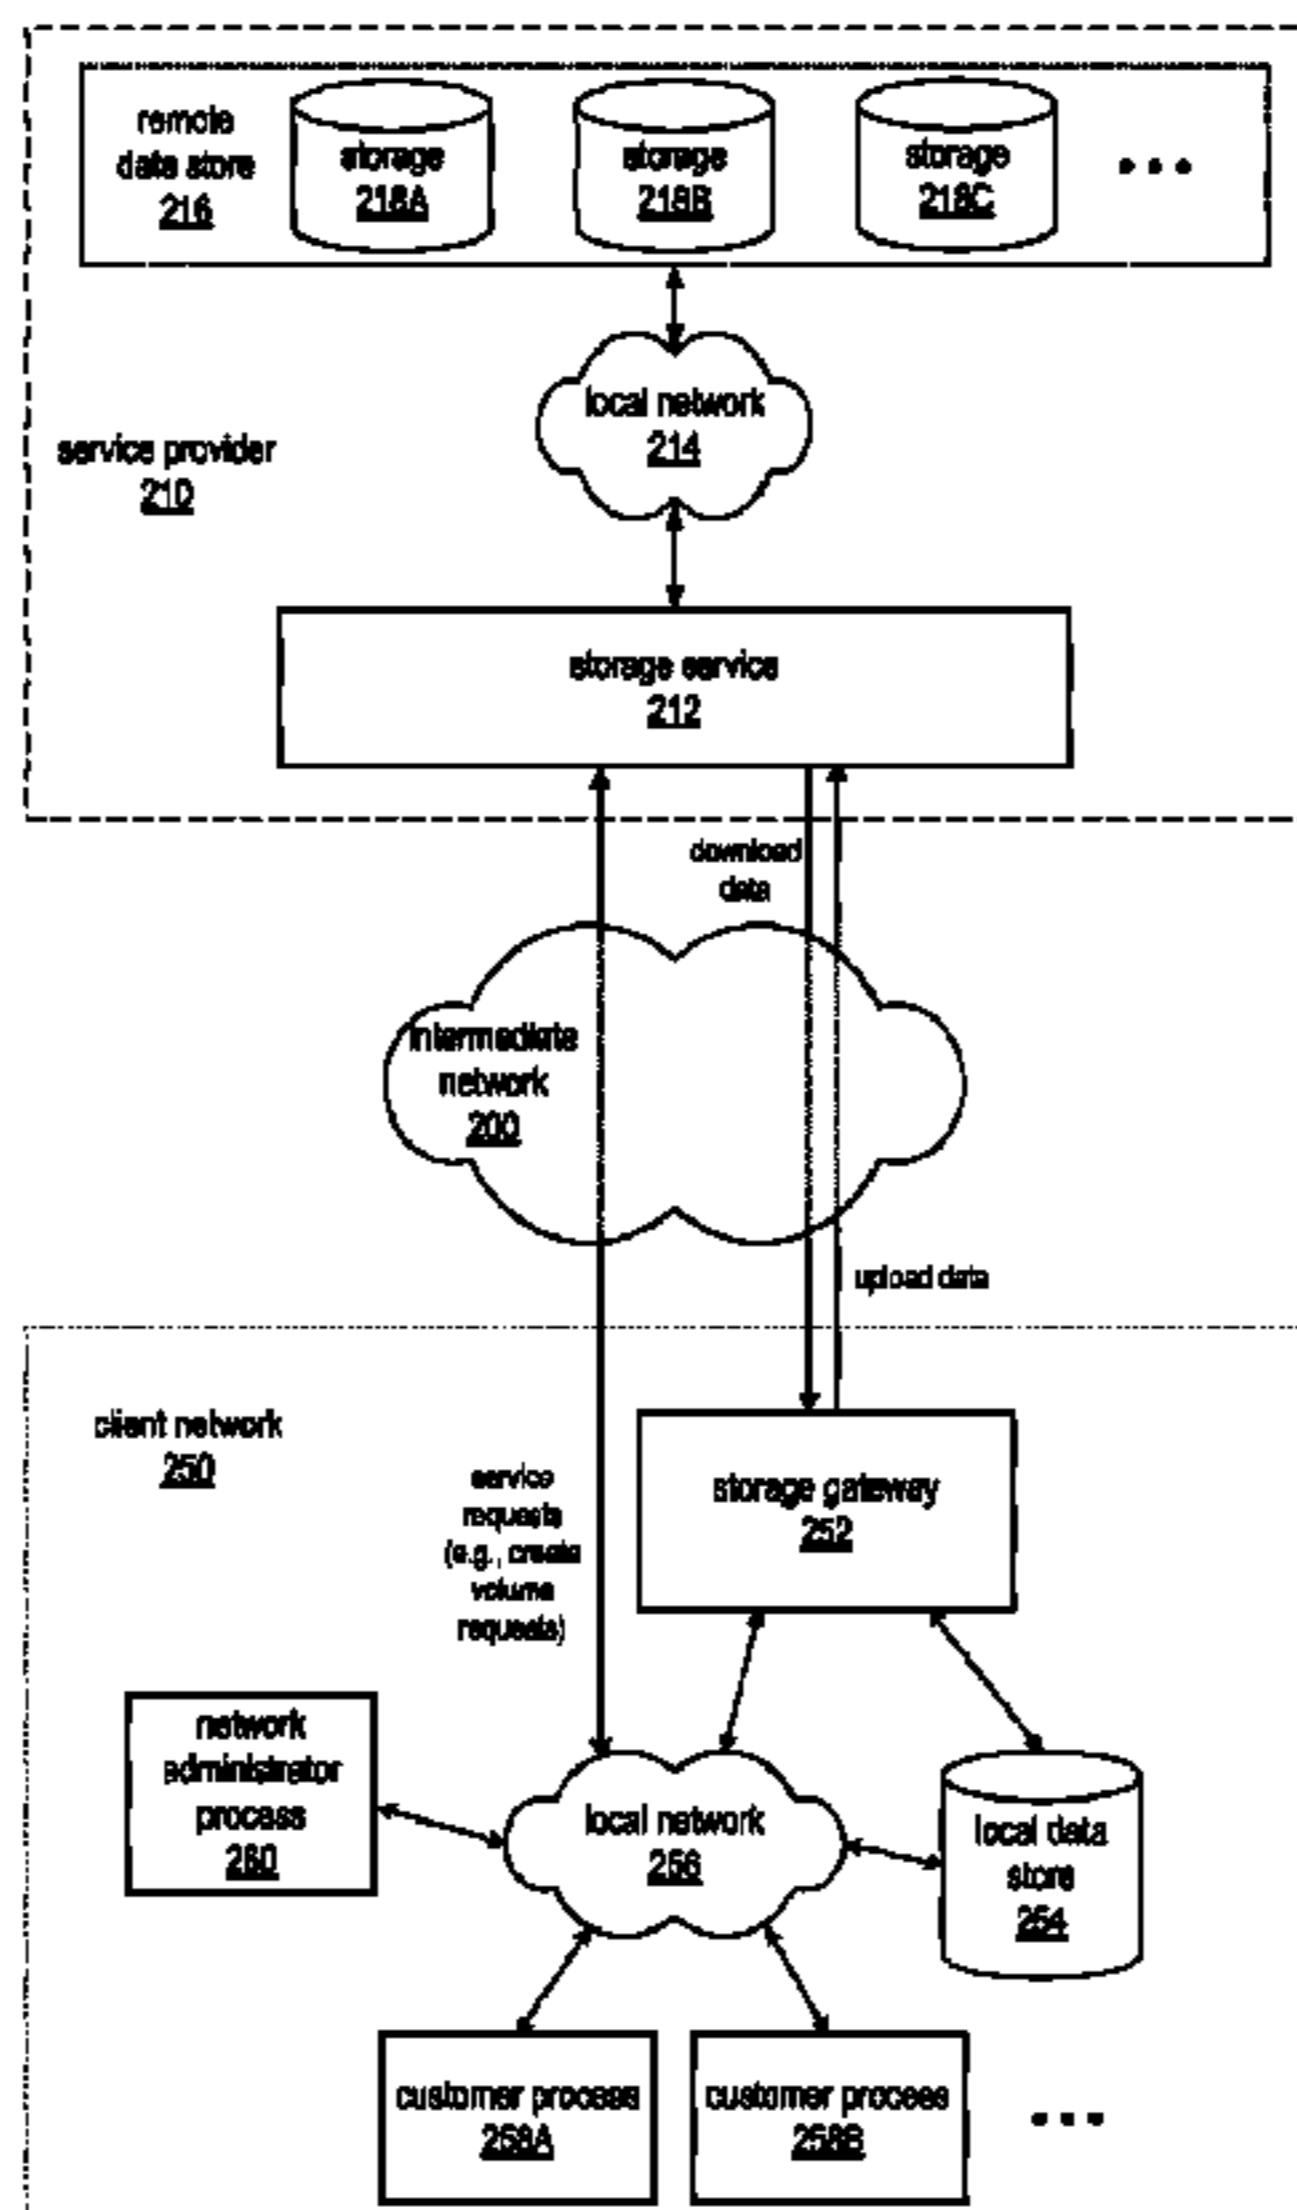 remote
data store
216
storage
218A
storage
218B
storage
218C
local network
214
service provider
210
storage service
212
download
data
intermediate
network
200
upload data
client network
250
service
requests
(e.g., create
volume
requests)
storage gateway
252
network
administrator
process
260
local network
256
local data
store
254
customer process
258A
customer process
258B